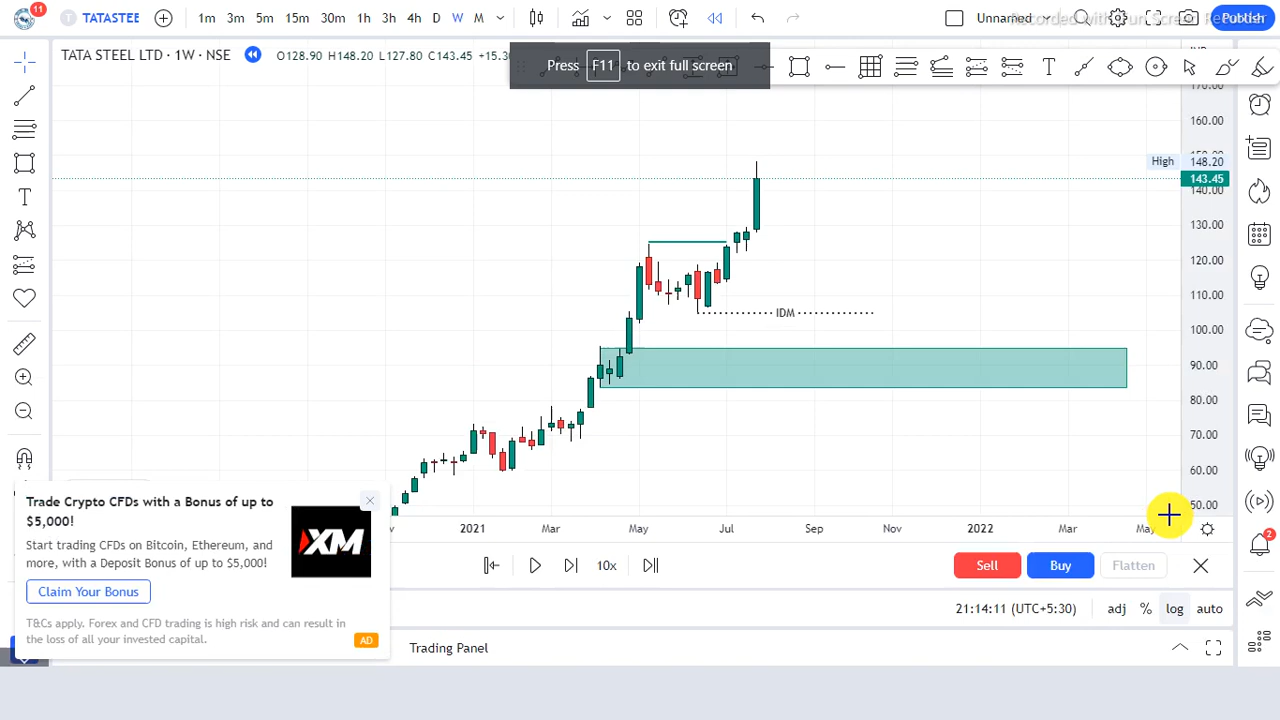 11
1m 3m 5m 15m 30m 1h 3h 4h D W M
Unnamed
Publish
TATASTEE
TATA STEEL LTD · 1W · NSE
O128.90 H148.20 L127.80 C143.45 +15.3
Press F11 to exit full screen
T
T
170.00
160.00
High 148.20
143.45
140.00
130.00
120.00
110.00
100.00
90.00
80.00
70.00
60.00
50.00
IDM
2021 Mar May Jul Sep Nov 2022 Mar
Trade Crypto CFDs with a Bonus of up to
$5,000!
Start trading CFDs on Bitcoin, Ethereum, and
more, with a Deposit Bonus of up to $5,000!
XM
Claim Your Bonus
T&Cs apply. Forex and CFD trading is high risk and can result in
the loss of all your invested capital.
AD
10x
Sell
Buy
Flatten
2
21:14:11 (UTC+5:30)
adj % log auto
Trading Panel